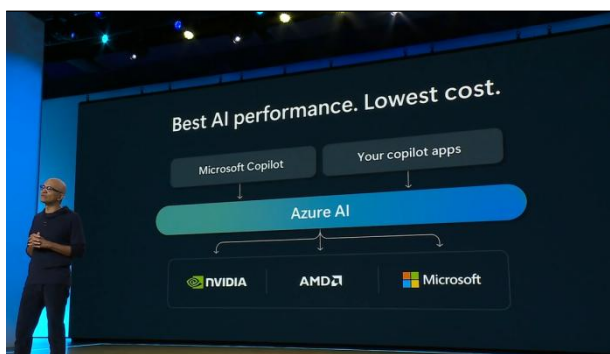 Best AI performance. Lowest cost.
Microsoft Copilot
Your copilot apps
Azure AI
NVIDIA
AMD
Microsoft